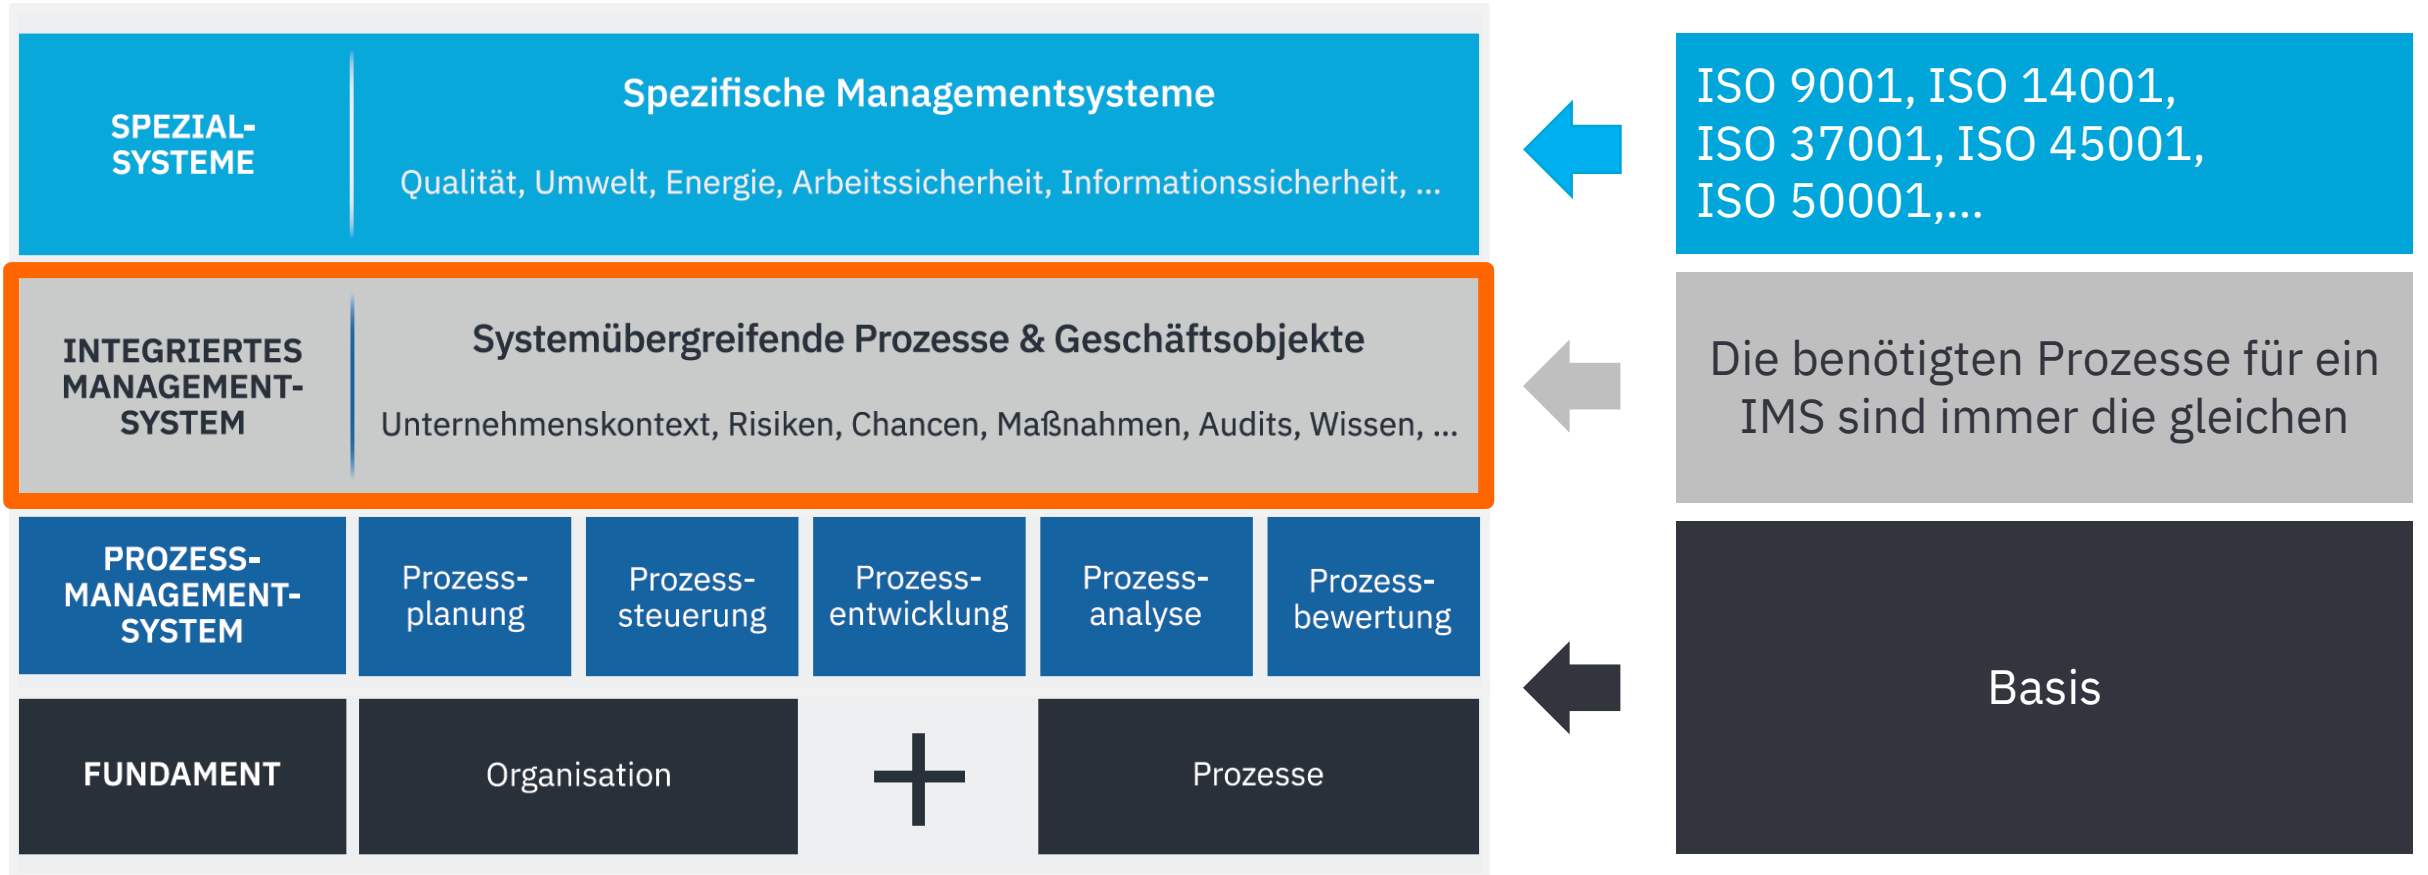 SPEZIAL-
SYSTEME
Spezifische Managementsysteme
Qualität, Umwelt, Energie, Arbeitssicherheit, Informationssicherheit, ...
ISO 9001, ISO 14001,
ISO 37001, ISO 45001,
ISO 50001,...
INTEGRIERTES
MANAGEMENT-
SYSTEM
Systemübergreifende Prozesse & Geschäftsobjekte
Unternehmenskontext, Risiken, Chancen, Maßnahmen, Audits, Wissen, ...
Die benötigten Prozesse für ein
IMS sind immer die gleichen
PROZESS-
MANAGEMENT-
SYSTEM
Prozess-
planung
Prozess-
steuerung
Prozess-
entwicklung
Prozess-
analyse
Prozess-
bewertung
Basis
FUNDAMENT
Organisation
+
Prozesse